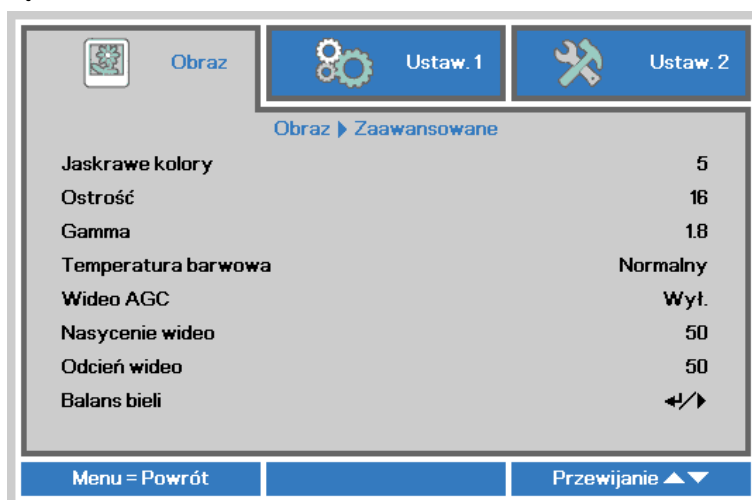 Obraz Ustaw. 1 Ustaw. 2
Obraz ▶ Zaawansowane
Jaskrawe kolory 5
Ostrość 16
Gamma 1.8
Temperatura barwowa Normalny
Wideo AGC Wył.
Nasycenie wideo 50
Odcień wideo 50
Balans bieli ↵/▶
Menu = Powrót Przewijanie ▲▼